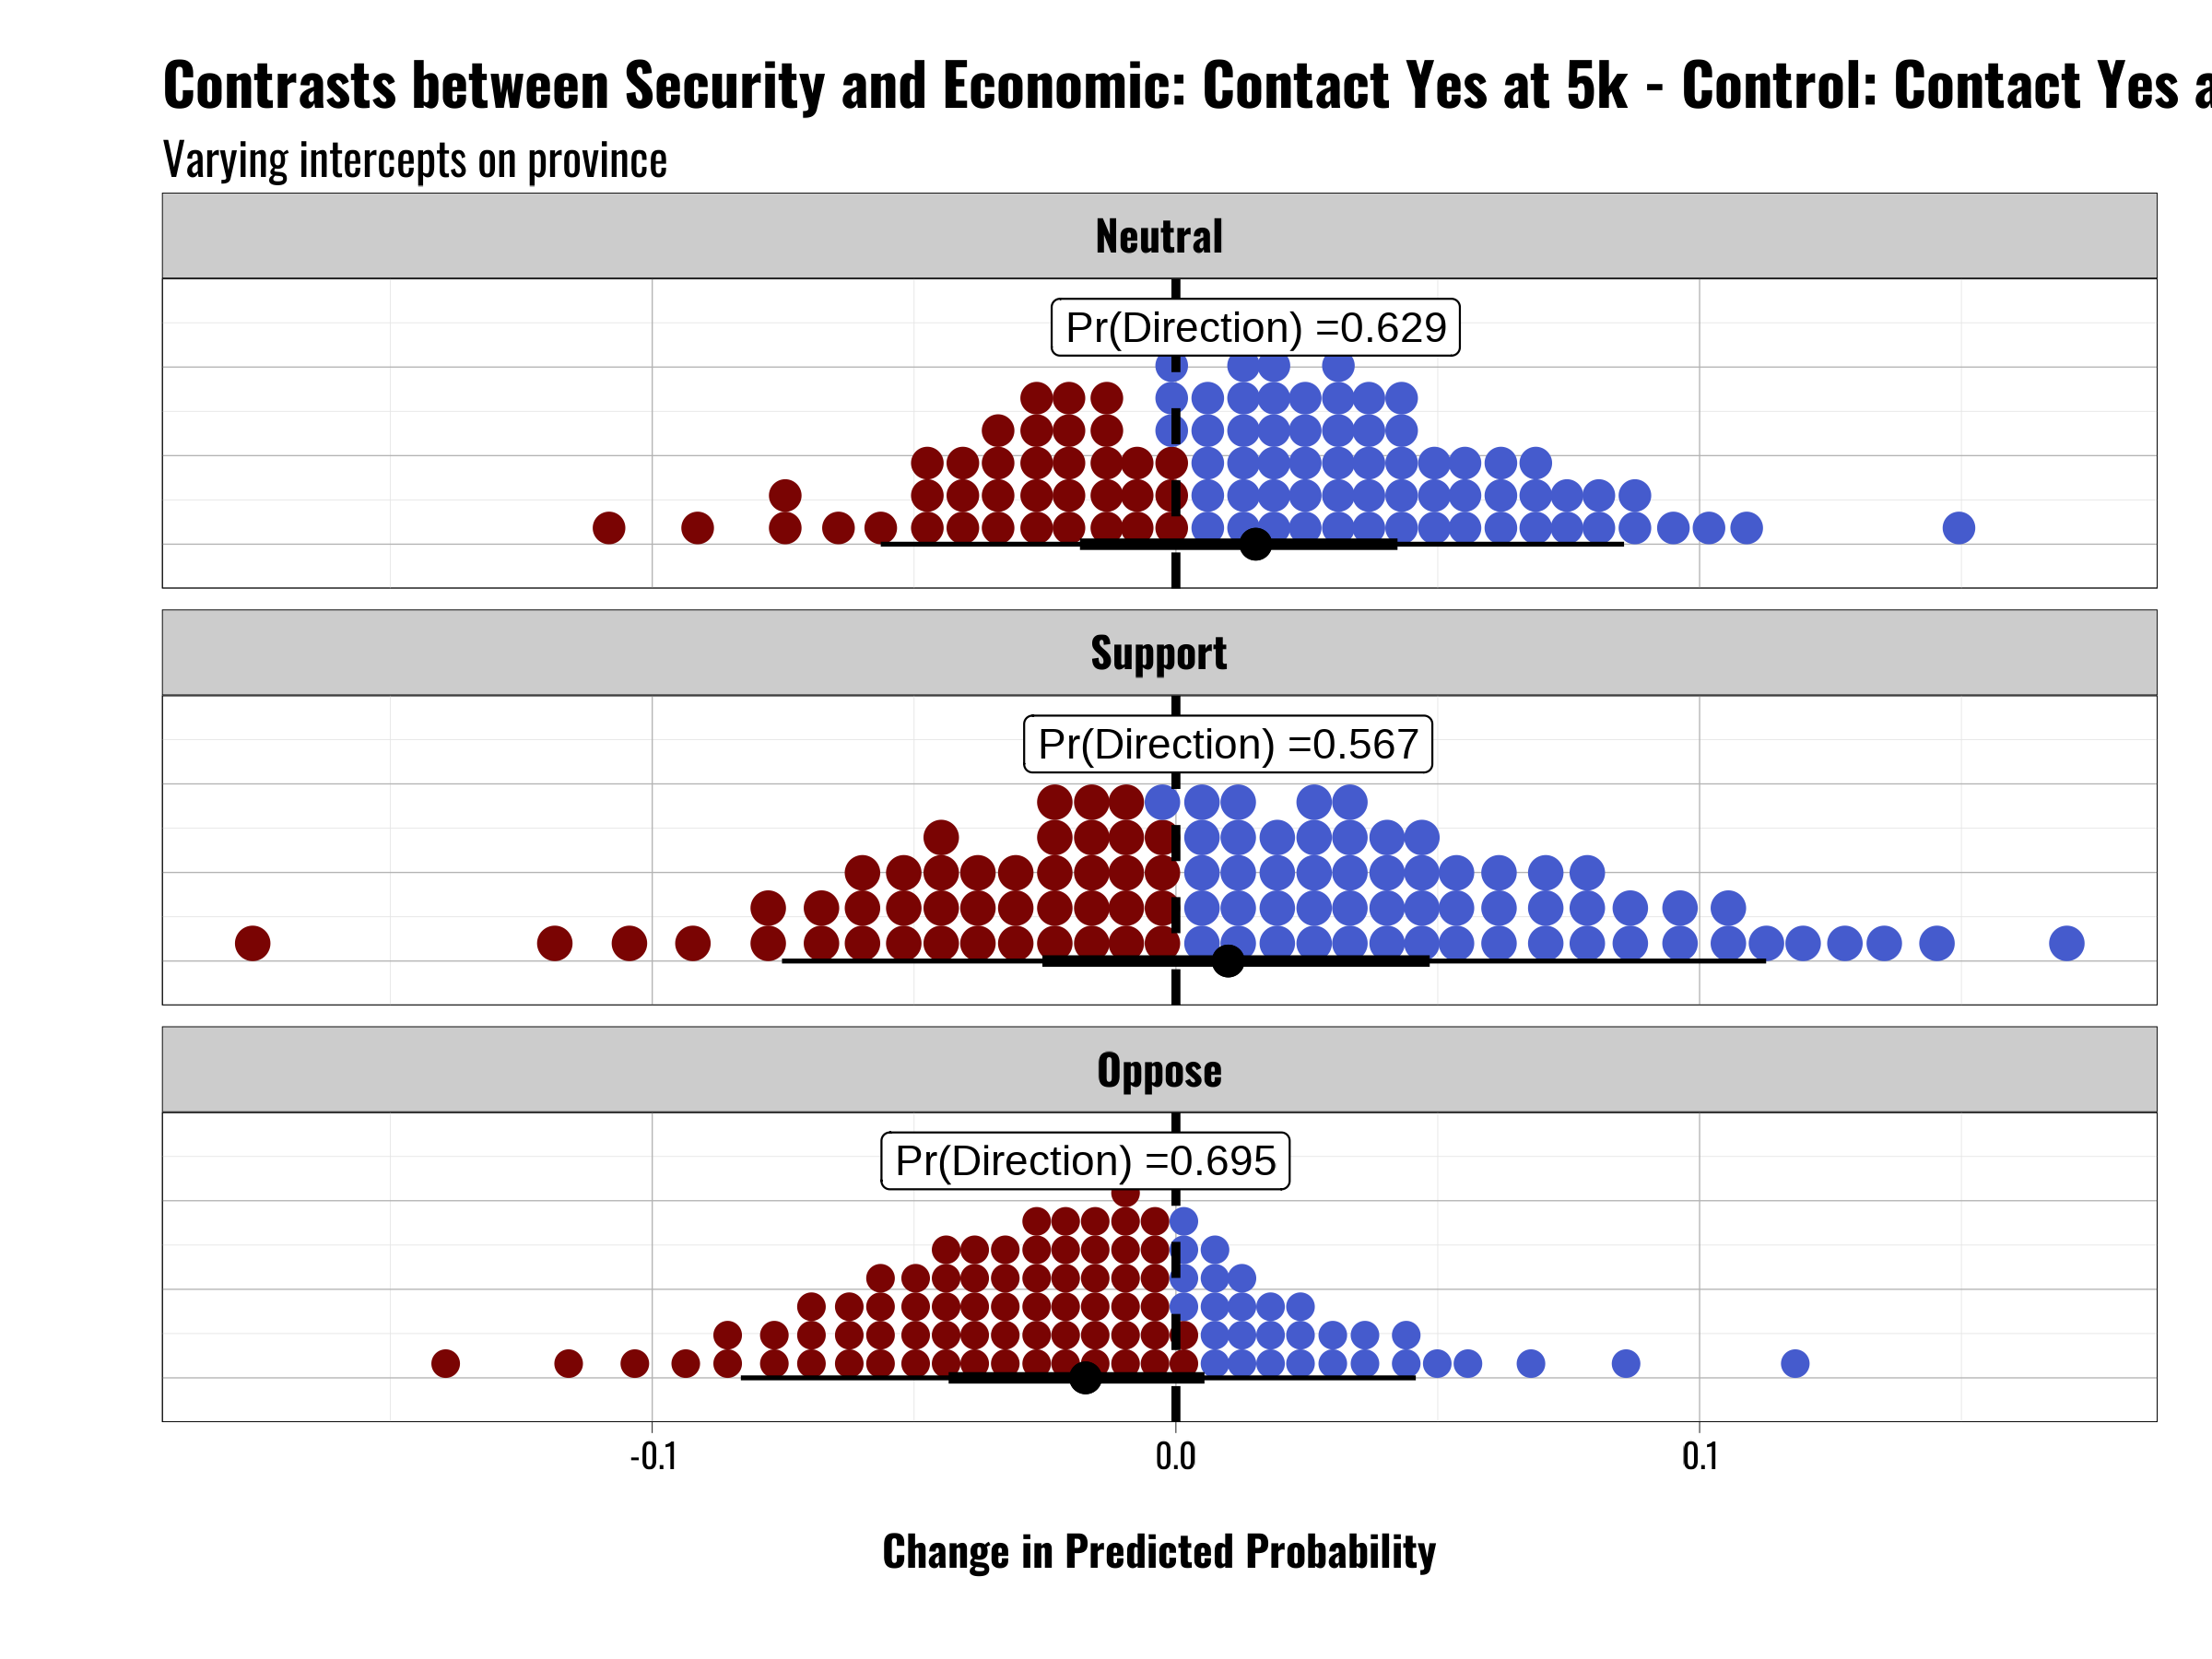 Contrasts between Security and Economic: Contact Yes at 5k - Control: Contact Yes a
Varying intercepts on province
Neutral
Pr(Direction) =0.629
Support
Pr(Direction) =0.567
Oppose
Pr(Direction) =0.695
-0.1 0.0 0.1
Change in Predicted Probability